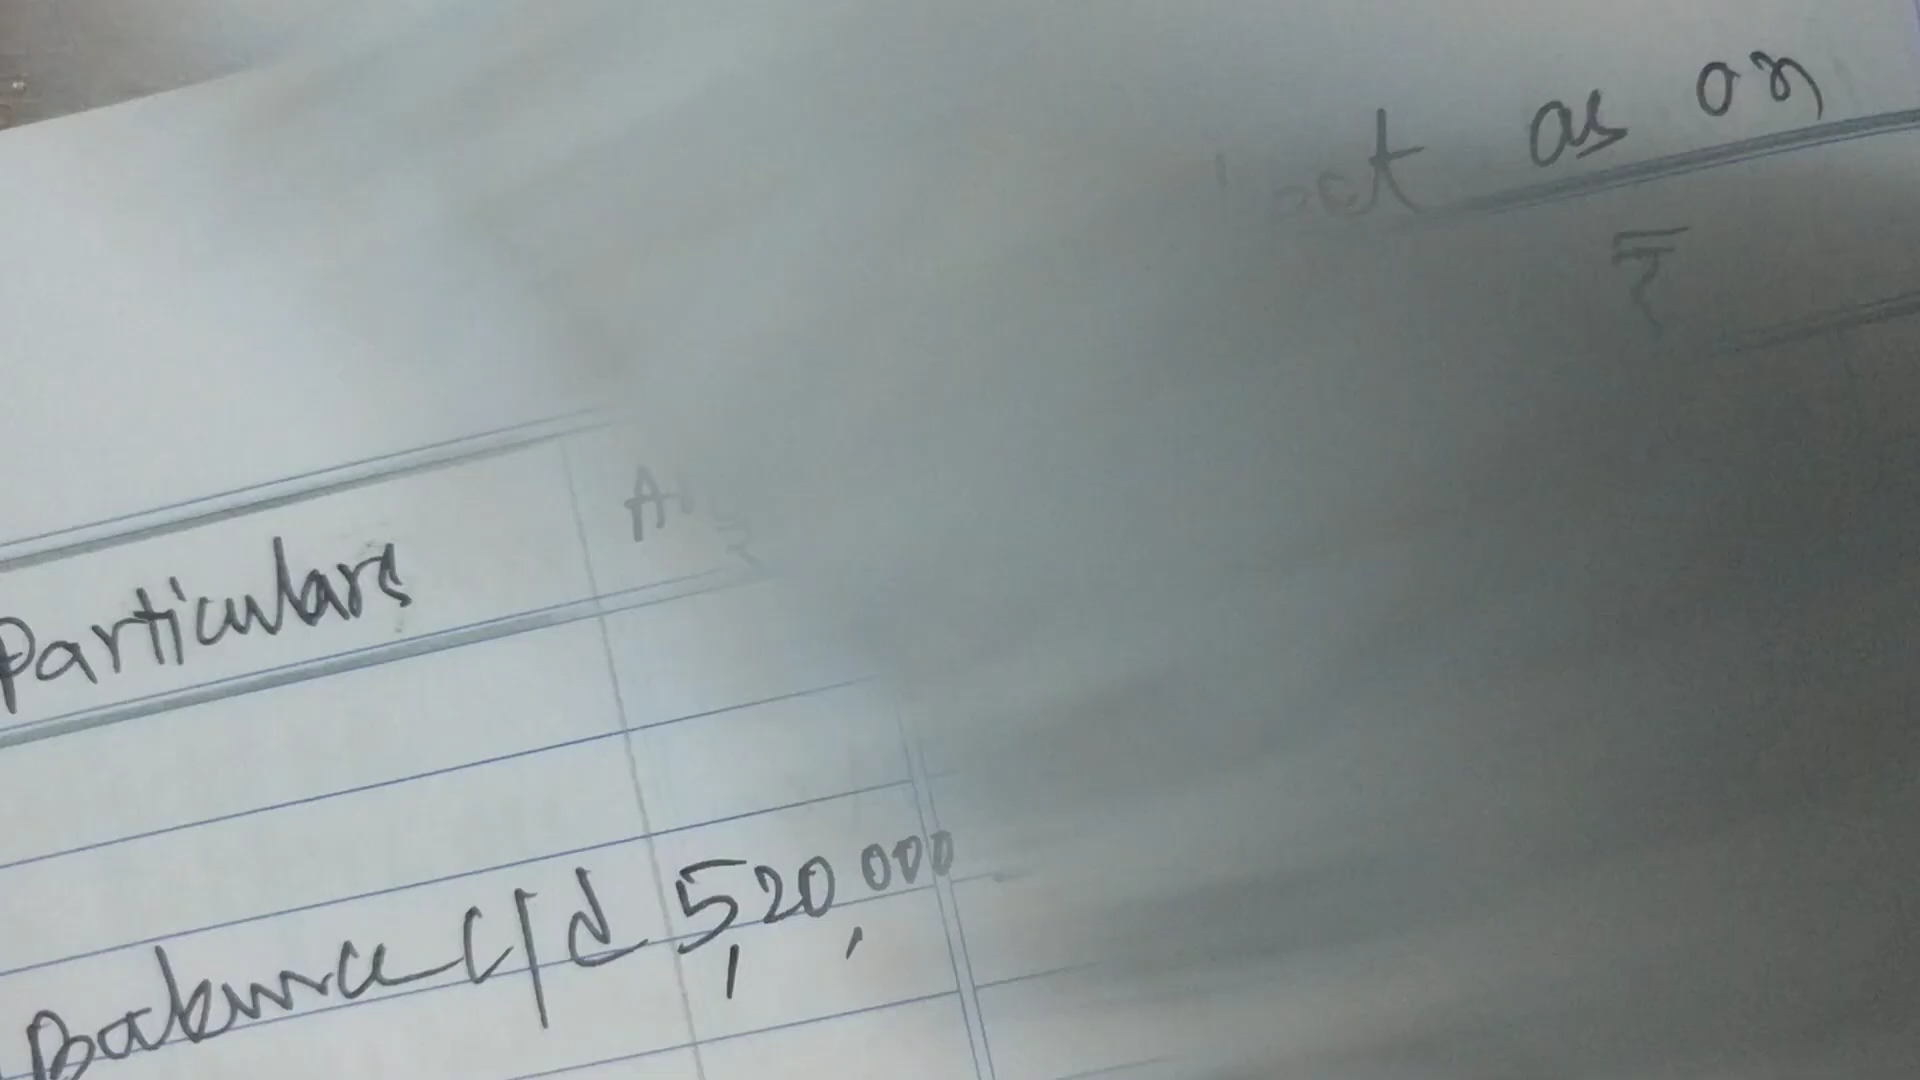 as on
₹
Particulars
Balance c/d 5,20,000